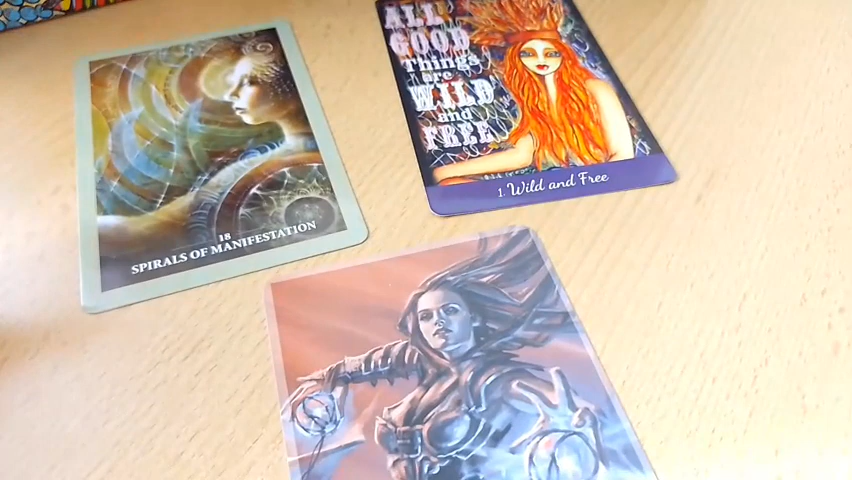 18
SPIRALS OF MANIFESTATION
ALL
GOOD
Things
are
WILD
and
FREE
1. Wild and Free